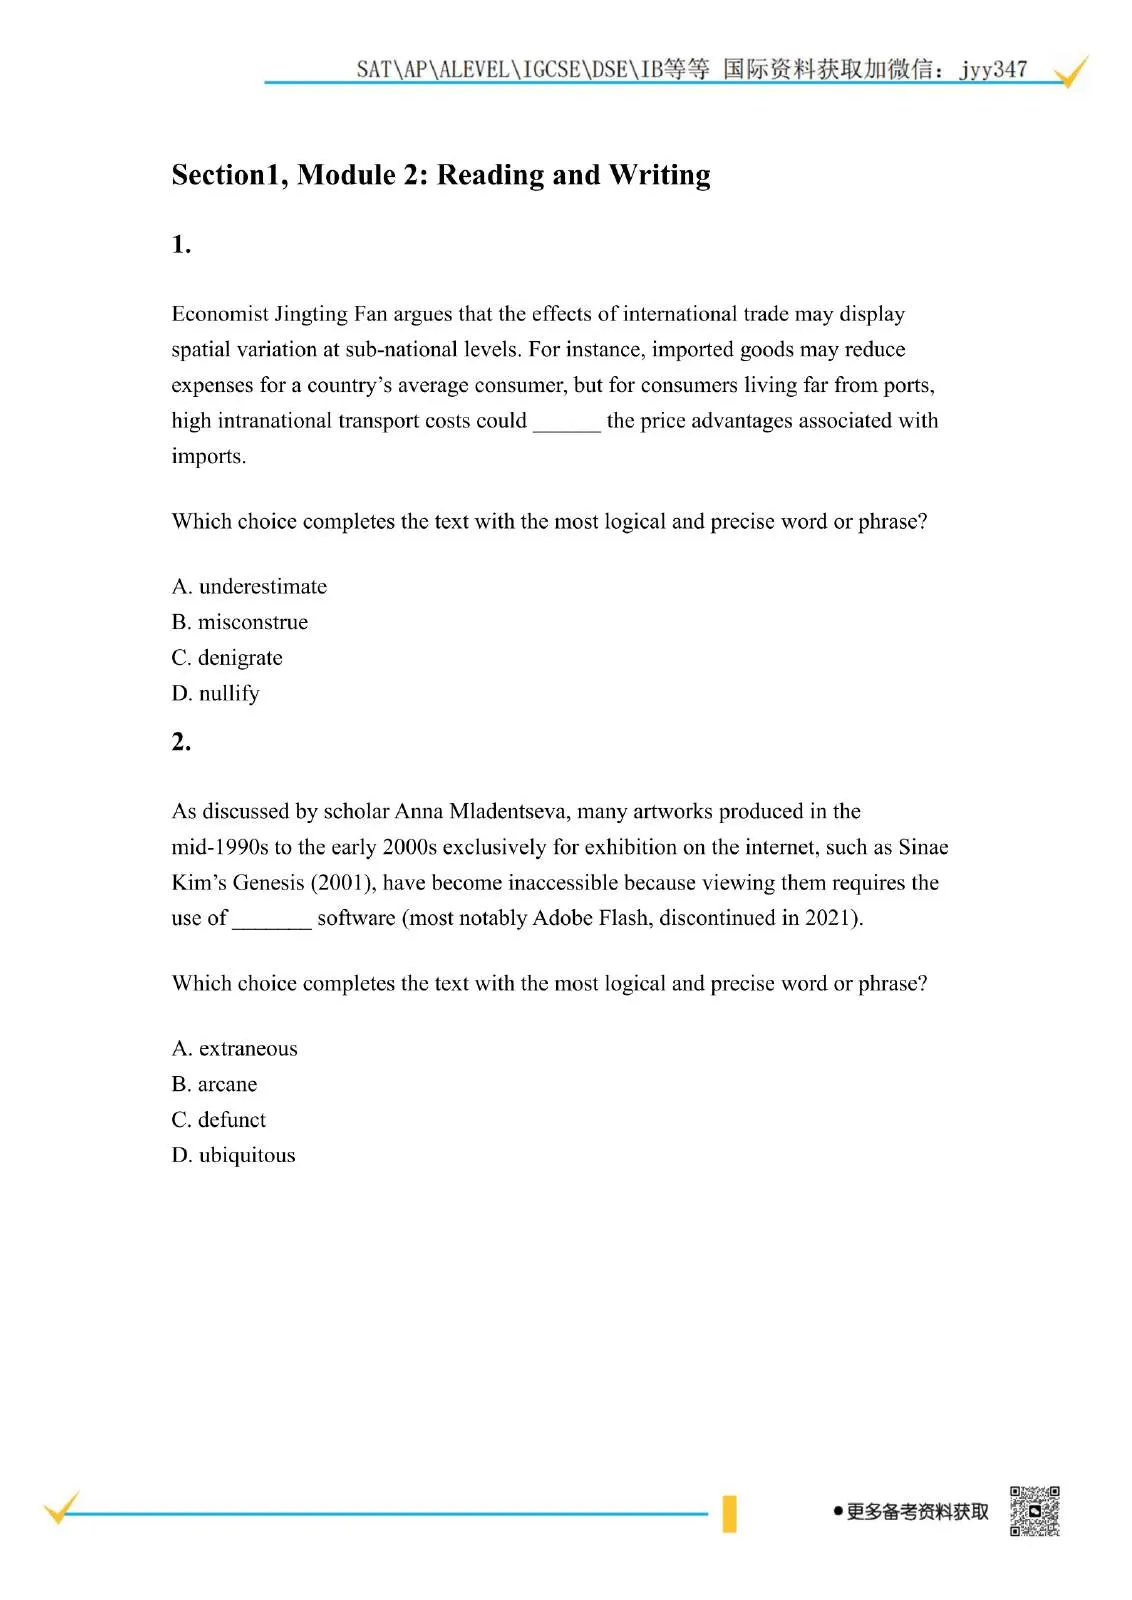 SAT\AP\ALEVEL\IGCSE\DSE\IB等等 国际资料获取加微信：jyy347
Section1, Module 2: Reading and Writing
1.
Economist Jingting Fan argues that the effects of international trade may display
spatial variation at sub-national levels. For instance, imported goods may reduce
expenses for a country’s average consumer, but for consumers living far from ports,
high intranational transport costs could ______ the price advantages associated with
imports.
Which choice completes the text with the most logical and precise word or phrase?
A. underestimate
B. misconstrue
C. denigrate
D. nullify
2.
As discussed by scholar Anna Mladentseva, many artworks produced in the
mid-1990s to the early 2000s exclusively for exhibition on the internet, such as Sinae
Kim’s Genesis (2001), have become inaccessible because viewing them requires the
use of _______ software (most notably Adobe Flash, discontinued in 2021).
Which choice completes the text with the most logical and precise word or phrase?
A. extraneous
B. arcane
C. defunct
D. ubiquitous
●更多备考资料获取